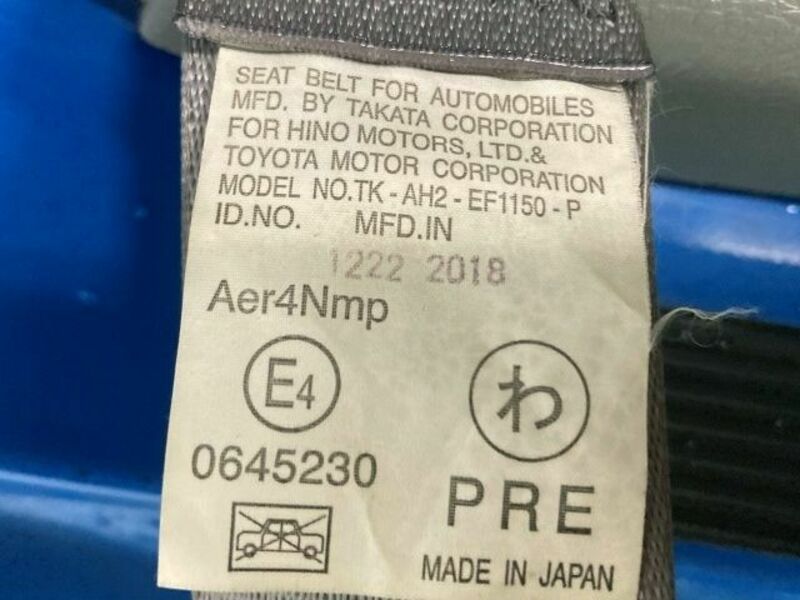 SEAT BELT FOR AUTOMOBILES
MFD. BY TAKATA CORPORATION
FOR HINO MOTORS, LTD.&
TOYOTA MOTOR CORPORATION
MODEL NO.TK-AH2-EF1150-P
ID.NO. MFD.IN
1222 2018
Aer4Nmp
E4
わ
0645230
PRE
MADE IN JAPAN